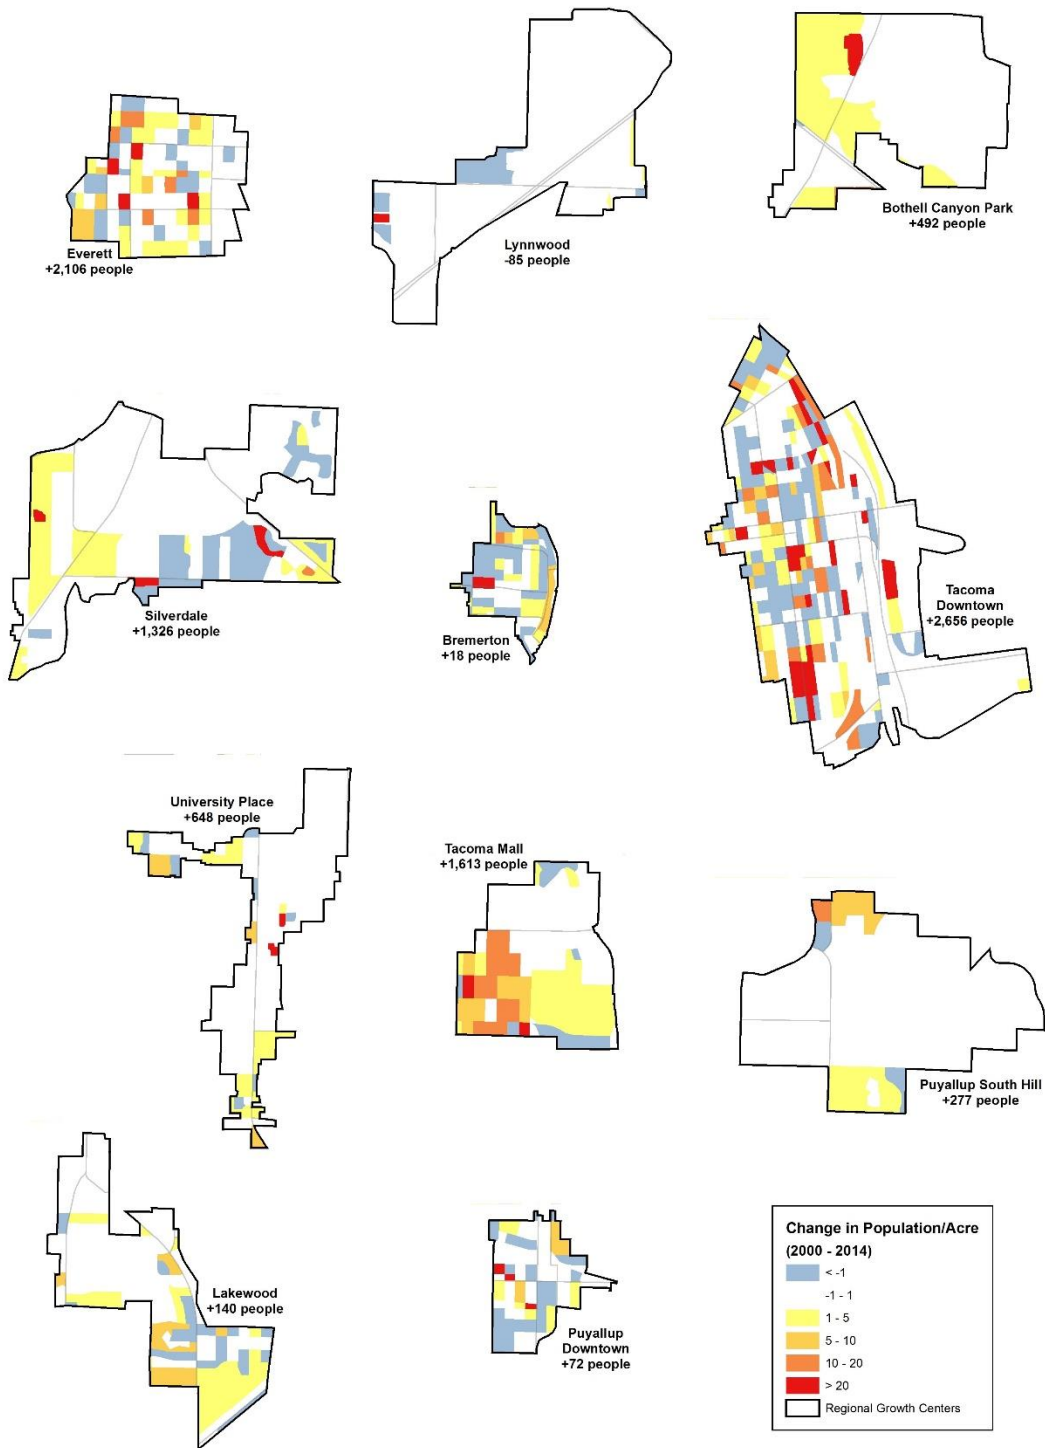 Everett
+2,106 people
Lynnwood
-85 people
Bothell Canyon Park
+492 people
Silverdale
+1,326 people
Bremerton
+18 people
Tacoma
Downtown
+2,656 people
University Place
+648 people
Tacoma Mall
+1,613 people
Puyallup South Hill
+277 people
Lakewood
+140 people
Puyallup
Downtown
+72 people
Change in Population/Acre
(2000 - 2014)
< -1
-1 - 1
1 - 5
5 - 10
10 - 20
> 20
Regional Growth Centers